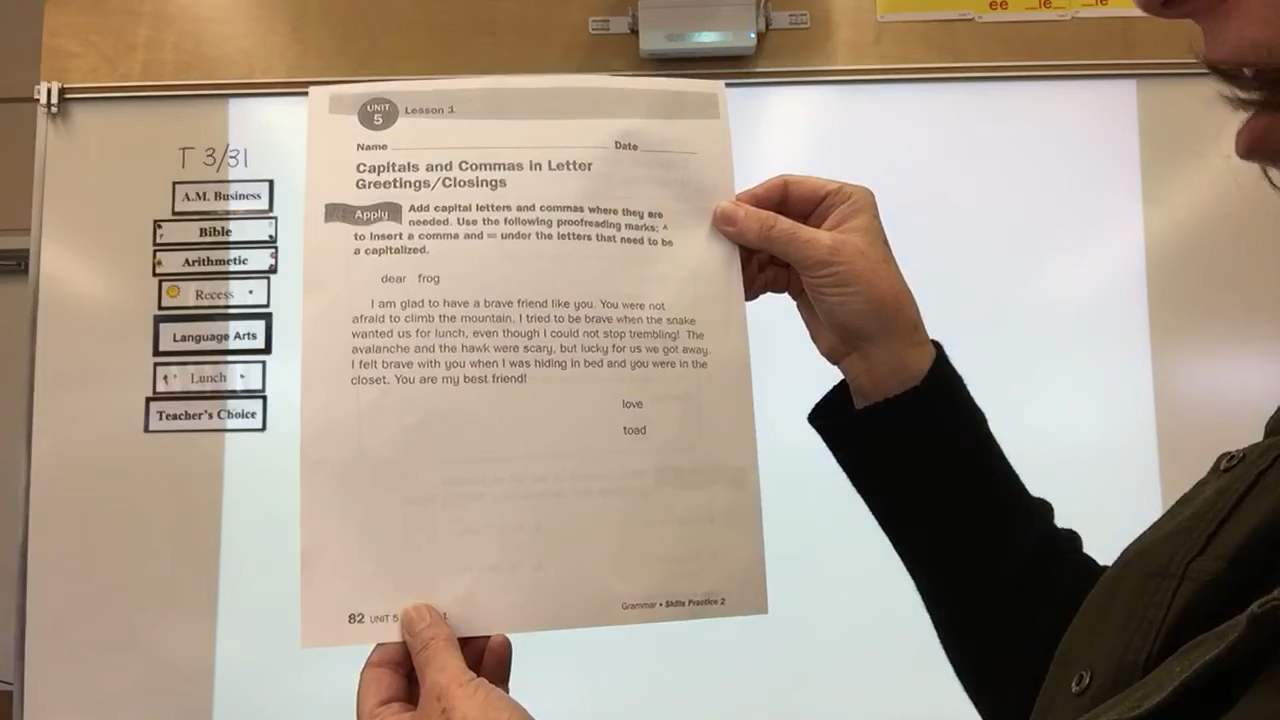 ee _ie_ _ie
T 3/31
A.M. Business
Bible
Arithmetic
Recess
Language Arts
Lunch
Teacher's Choice
UNIT
5
Lesson 1
Name
Date
Capitals and Commas in Letter
Greetings/Closings
Apply
Add capital letters and commas where they are
needed. Use the following proofreading marks: ^
to insert a comma and = under the letters that need to be
a capitalized.
dear frog
I am glad to have a brave friend like you. You were not
afraid to climb the mountain. I tried to be brave when the snake
wanted us for lunch, even though I could not stop trembling! The
avalanche and the hawk were scary, but lucky for us we got away.
I felt brave with you when I was hiding in bed and you were in the
closet. You are my best friend!
love
toad
82 UNIT 5
Grammar • Skills Practice 2